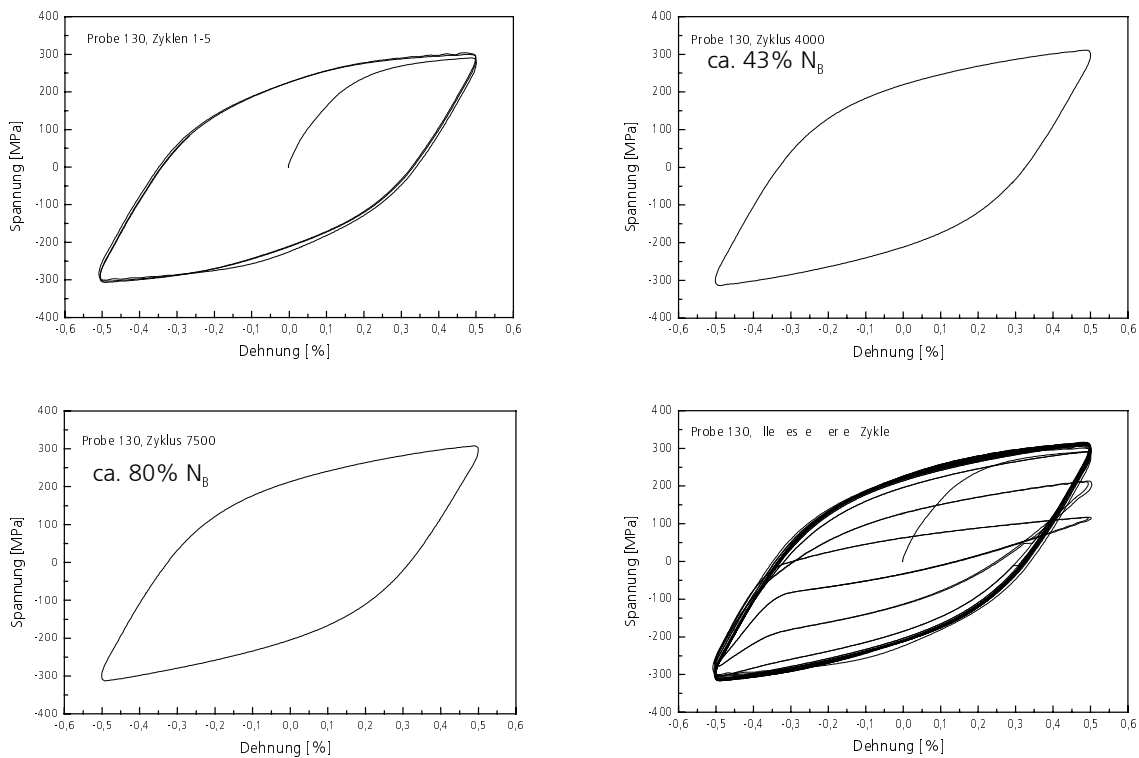 400
300
200
100
0
-100
-200
-300
-400
Spannung [MPa]
Probe 130, Zyklen 1-5
-0,6 -0,5 -0,4 -0,3 -0,2 -0,1 0,0 0,1 0,2 0,3 0,4 0,5 0,6
Dehnung [%]
400
300
200
100
0
-100
-200
-300
-400
Spannung [MPa]
Probe 130, Zyklus 4000
ca. 43% N_B
-0,6 -0,5 -0,4 -0,3 -0,2 -0,1 0,0 0,1 0,2 0,3 0,4 0,5 0,6
Dehnung [%]
400
300
200
100
0
-100
-200
-300
-400
Spannung [MPa]
Probe 130, Zyklus 7500
ca. 80% N_B
-0,6 -0,5 -0,4 -0,3 -0,2 -0,1 0,0 0,1 0,2 0,3 0,4 0,5 0,6
Dehnung [%]
400
300
200
100
0
-100
-200
-300
-400
Spannung [MPa]
Probe 130, lle es e er e Zykle
-0,6 -0,5 -0,4 -0,3 -0,2 -0,1 0,0 0,1 0,2 0,3 0,4 0,5 0,6
Dehnung [%]